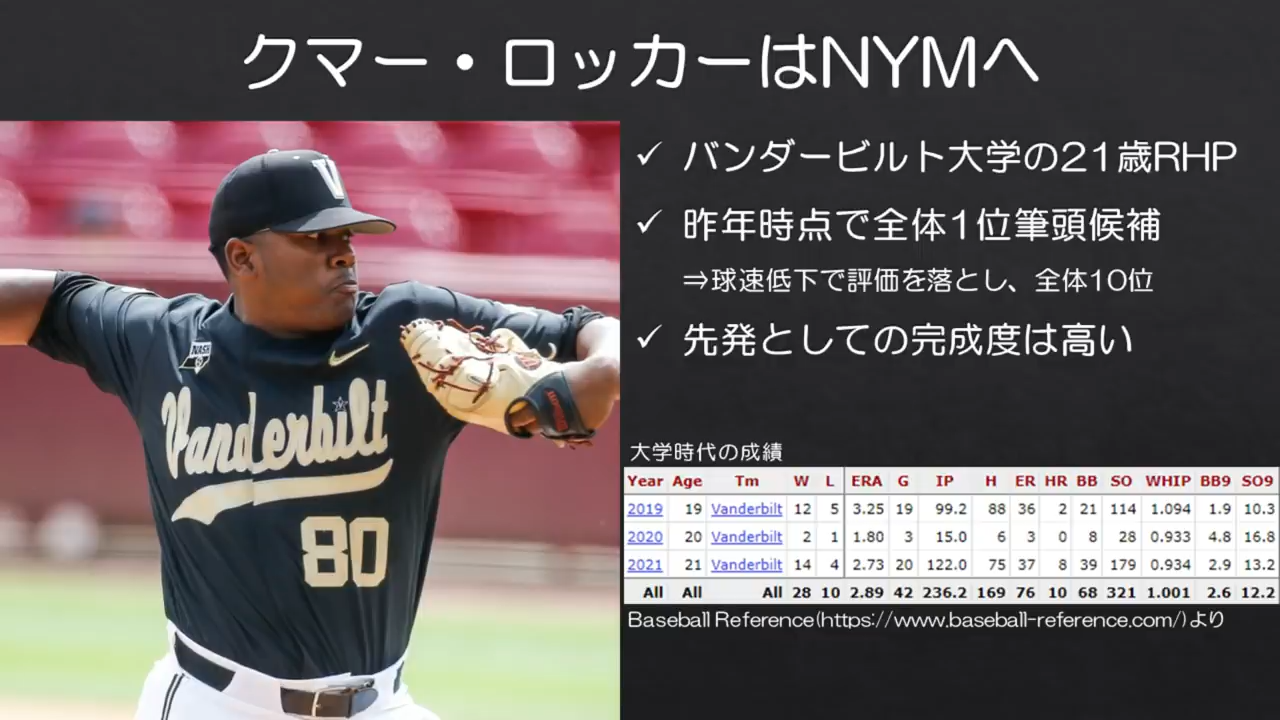 クマー・ロッカーはNYMへ
✓ バンダービルト大学の21歳RHP
✓ 昨年時点で全体1位筆頭候補
⇒球速低下で評価を落とし、全体10位
✓ 先発としての完成度は高い
V
NASH
Vanderbilt
80
大学時代の成績
Year Age Tm W L ERA G IP H ER HR BB SO WHIP BB9 SO9
2019 19 Vanderbilt 12 5 3.25 19 99.2 88 36 2 21 114 1.094 1.9 10.3
2020 20 Vanderbilt 2 1 1.80 3 15.0 6 3 0 8 28 0.933 4.8 16.8
2021 21 Vanderbilt 14 4 2.73 20 122.0 75 37 8 39 179 0.934 2.9 13.2
All All All 28 10 2.89 42 236.2 169 76 10 68 321 1.001 2.6 12.2
Baseball Reference(https://www.baseball-reference.com/)より